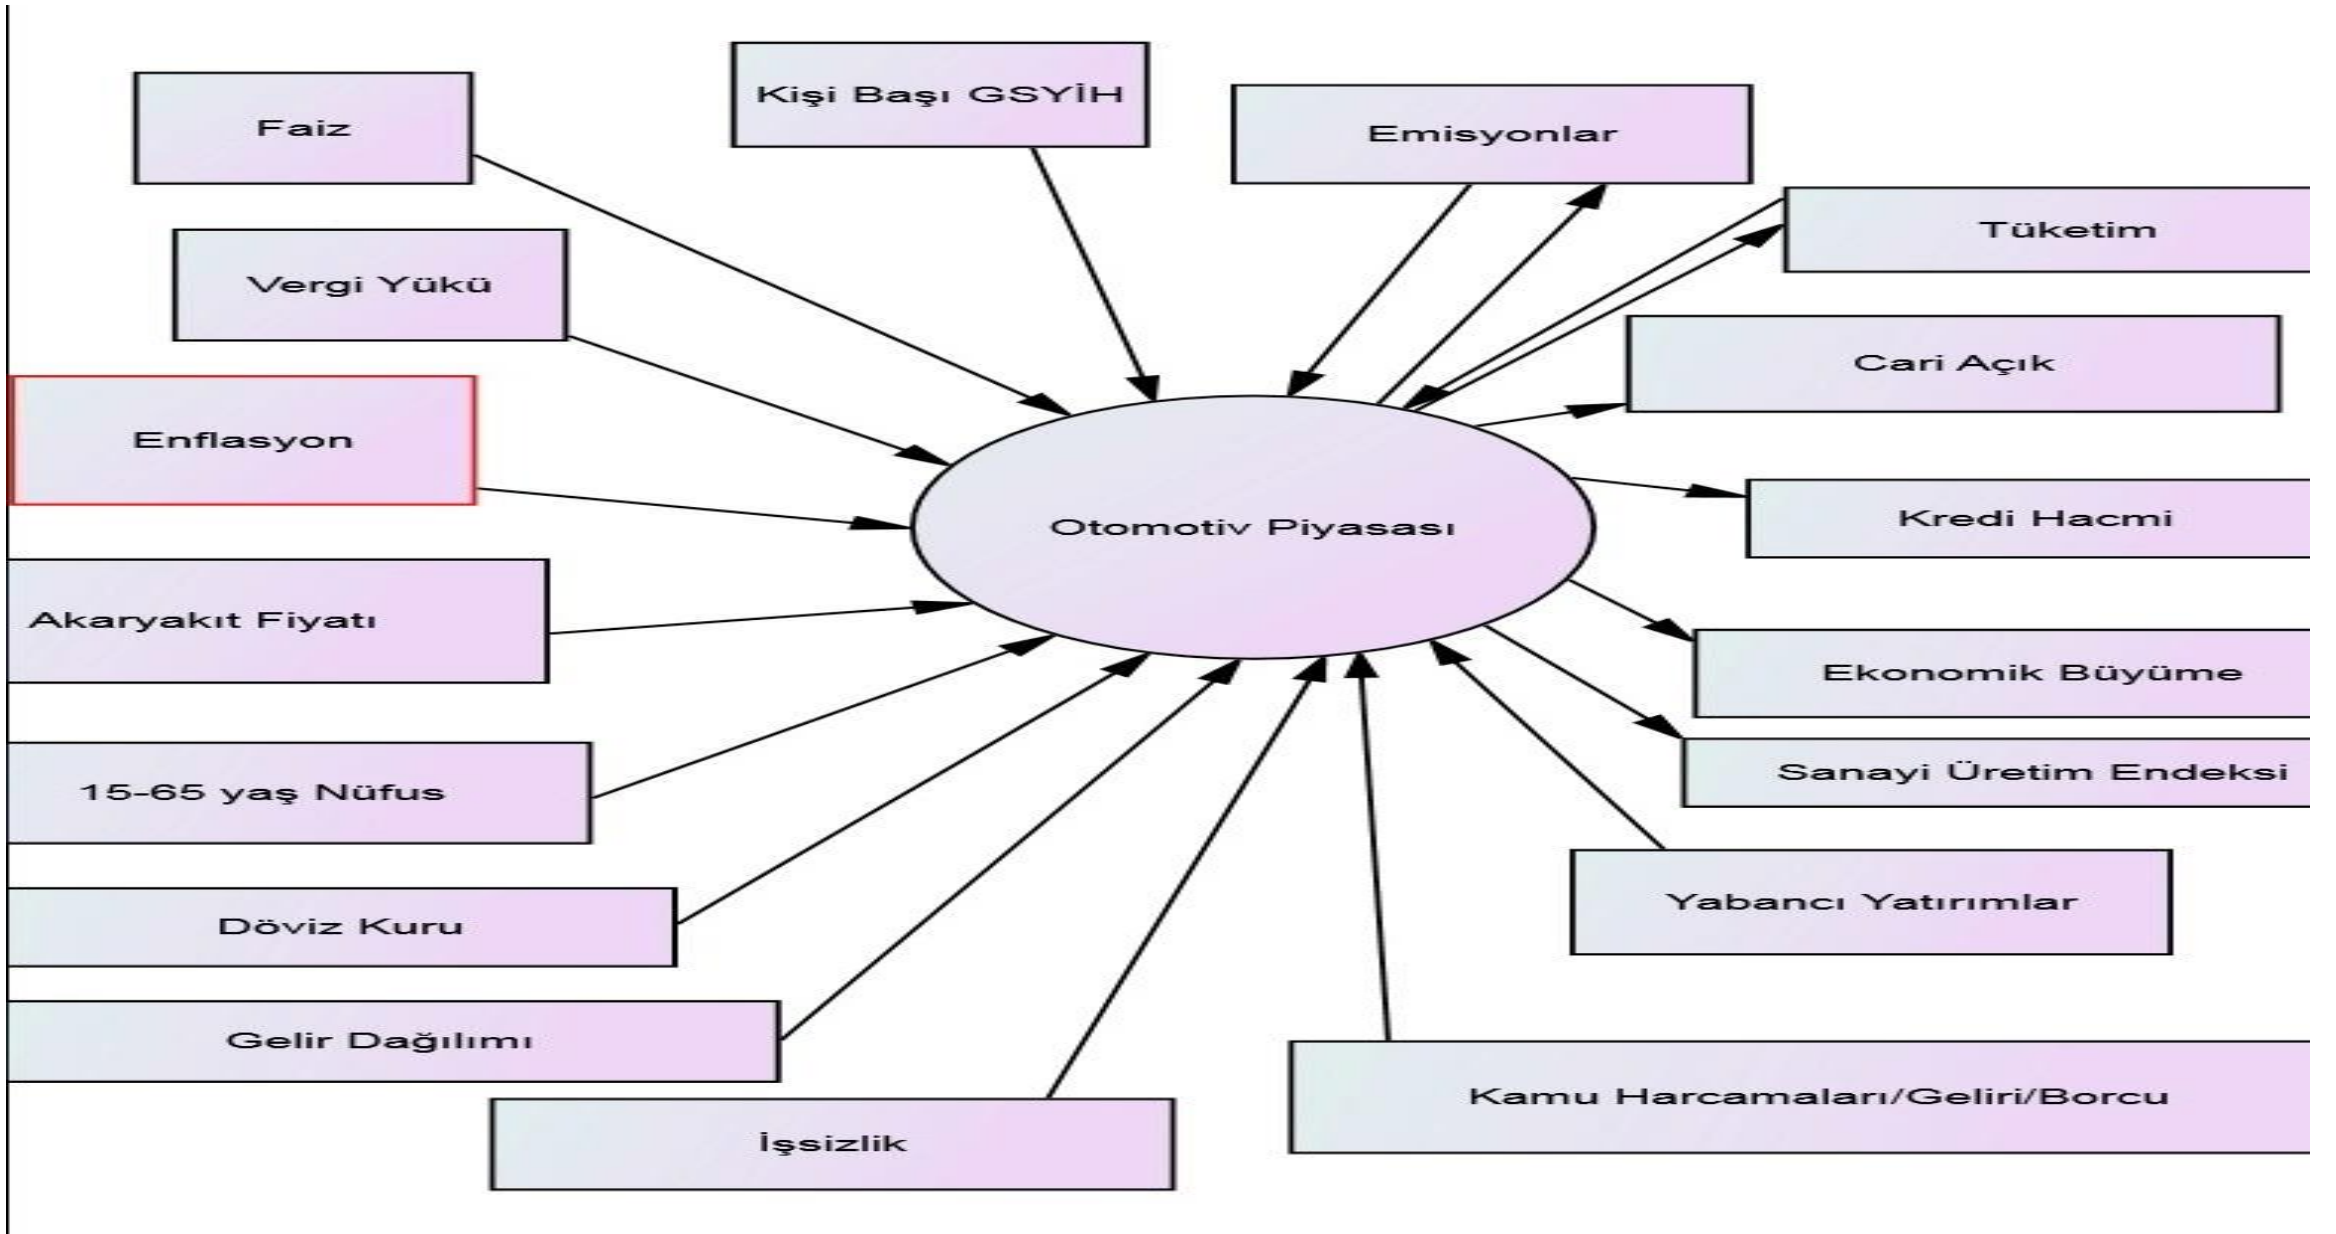 Kişi Başı GSYİH
Faiz
Emisyonlar
Tüketim
Vergi Yükü
Cari Açık
Enflasyon
Kredi Hacmi
Otomotiv Piyasası
Akaryakıt Fiyatı
Ekonomik Büyüme
Sanayi Üretim Endeksi
15-65 yaş Nüfus
Yabancı Yatırımlar
Döviz Kuru
Gelir Dağılımı
Kamu Harcamaları/Geliri/Borcu
İşsizlik